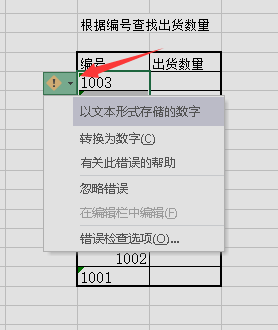 根据编号查找出货数量
编号 出货数量
1003
以文本形式存储的数字
转换为数字(C)
有关此错误的帮助
忽略错误
在编辑栏中编辑(F)
错误检查选项(O)...
1002
1001